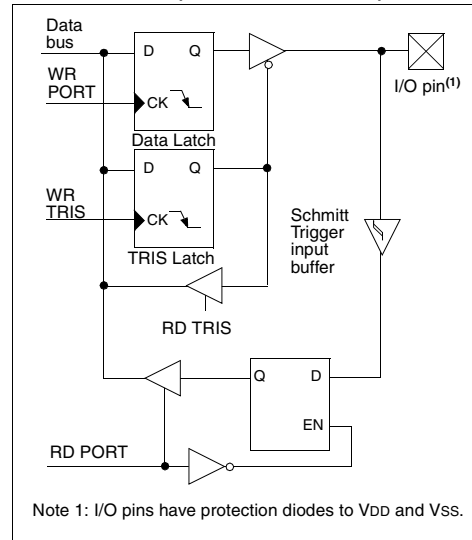 Data
bus
D
Q
WR
PORT
CK
I/O pin(1)
Data Latch
D
Q
WR
TRIS
CK
TRIS Latch
Schmitt
Trigger
input
buffer
RD TRIS
Q
D
EN
RD PORT
Note 1: I/O pins have protection diodes to VDD and VSS.